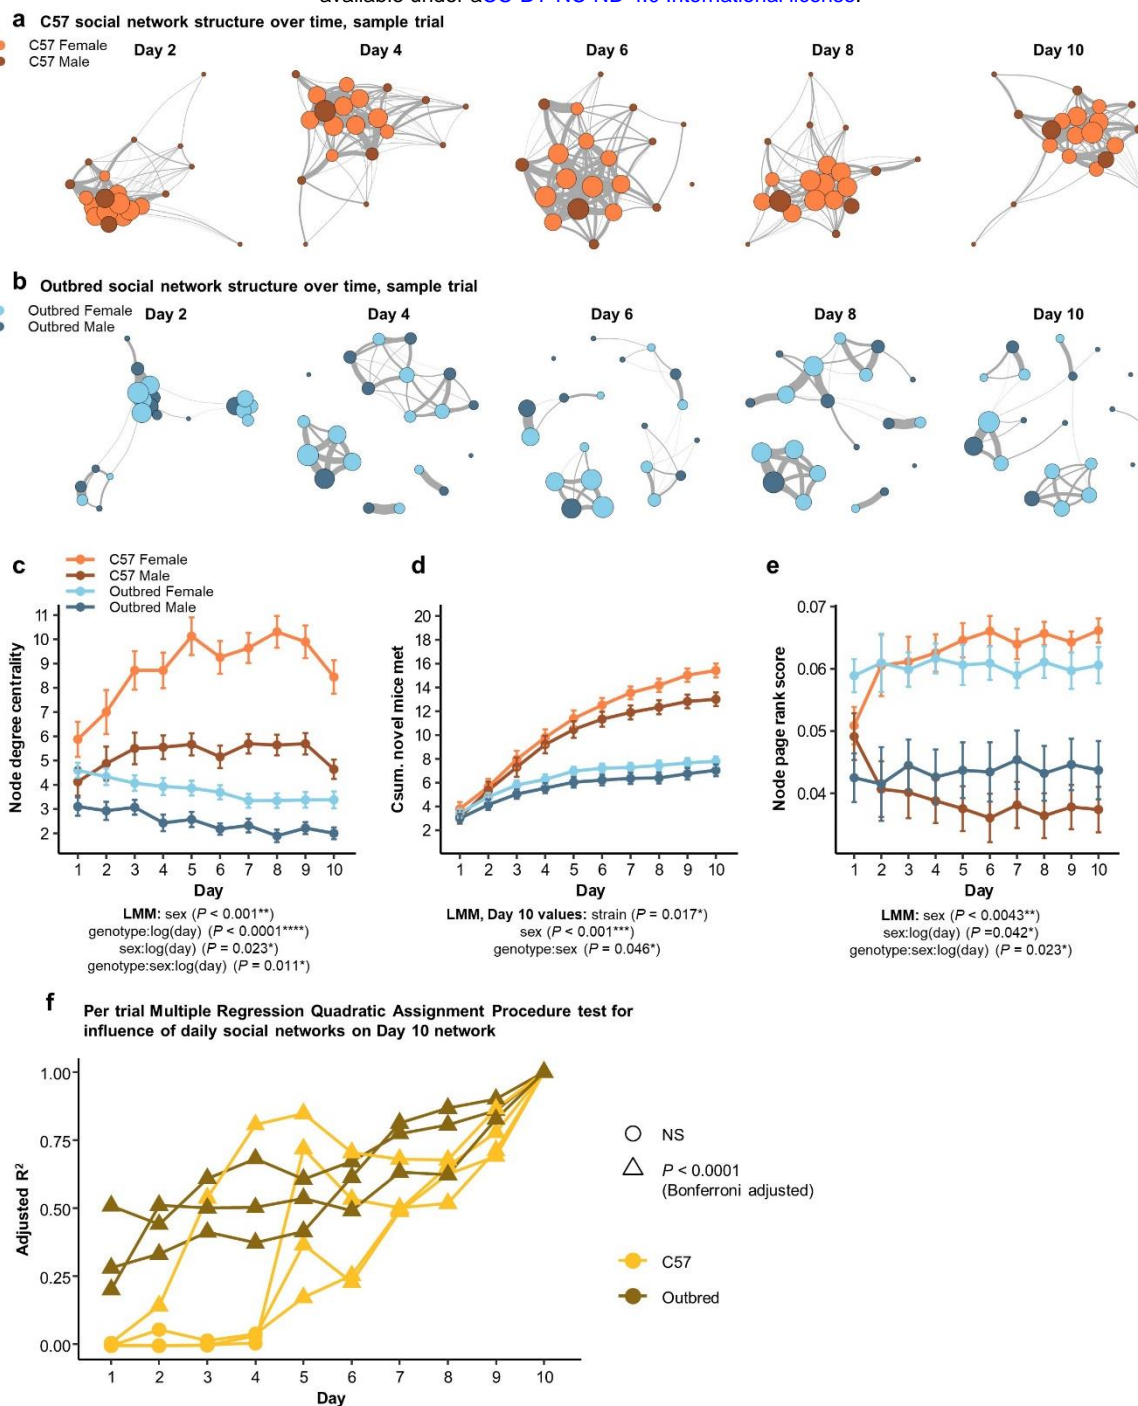 available under aCC-BY-NC-ND 4.0 International license.
a C57 social network structure over time, sample trial
C57 Female
C57 Male
Day 2 Day 4 Day 6 Day 8 Day 10
b Outbred social network structure over time, sample trial
Outbred Female
Outbred Male
Day 2 Day 4 Day 6 Day 8 Day 10
c
C57 Female
C57 Male
Outbred Female
Outbred Male
Node degree centrality
11
10
9
8
7
6
5
4
3
2
1 2 3 4 5 6 7 8 9 10
Day
LMM: sex (P < 0.001**)
genotype:log(day) (P < 0.0001****)
sex:log(day) (P = 0.023*)
genotype:sex:log(day) (P = 0.011*)
d
Csum. novel mice met
20
18
16
14
12
10
8
6
4
2
1 2 3 4 5 6 7 8 9 10
Day
LMM, Day 10 values: strain (P = 0.017*)
sex (P < 0.001***)
genotype:sex (P = 0.046*)
e
Node page rank score
0.07
0.06
0.05
0.04
1 2 3 4 5 6 7 8 9 10
Day
LMM: sex (P < 0.0043**)
sex:log(day) (P =0.042*)
genotype:sex:log(day) (P = 0.023*)
f
Per trial Multiple Regression Quadratic Assignment Procedure test for
influence of daily social networks on Day 10 network
Adjusted R²
1.00
0.75
0.50
0.25
0.00
1 2 3 4 5 6 7 8 9 10
Day
NS
P < 0.0001
(Bonferroni adjusted)
C57
Outbred